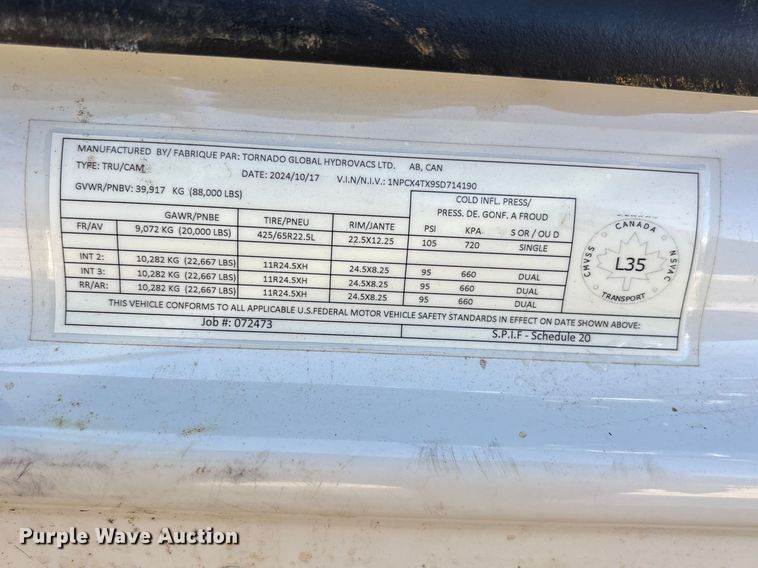 MANUFACTURED BY/ FABRIQUE PAR: TORNADO GLOBAL HYDROVACS LTD. AB, CAN
TYPE: TRU/CAM DATE: 2024/10/17 V.I.N/N.I.V.: 1NPCX4TX9SD714190
GVWR/PNBV: 39,917 KG (88,000 LBS)
COLD INFL. PRESS/
PRESS. DE. GONF. A FROUD
GAWR/PNBE TIRE/PNEU RIM/JANTE PSI KPA S OR / OU D
FR/AV 9,072 KG (20,000 LBS) 425/65R22.5L 22.5X12.25 105 720 SINGLE
INT 2: 10,282 KG (22,667 LBS) 11R24.5XH 24.5X8.25 95 660 DUAL
INT 3: 10,282 KG (22,667 LBS) 11R24.5XH 24.5X8.25 95 660 DUAL
RR/AR: 10,282 KG (22,667 LBS) 11R24.5XH 24.5X8.25 95 660 DUAL
CANADA
CMVSS
NSVAC
L35
TRANSPORT
THIS VEHICLE CONFORMS TO ALL APPLICABLE U.S.FEDERAL MOTOR VEHICLE SAFETY STANDARDS IN EFFECT ON DATE SHOWN ABOVE:
Job #: 072473 S.P.I.F - Schedule 20
Purple Wave Auction